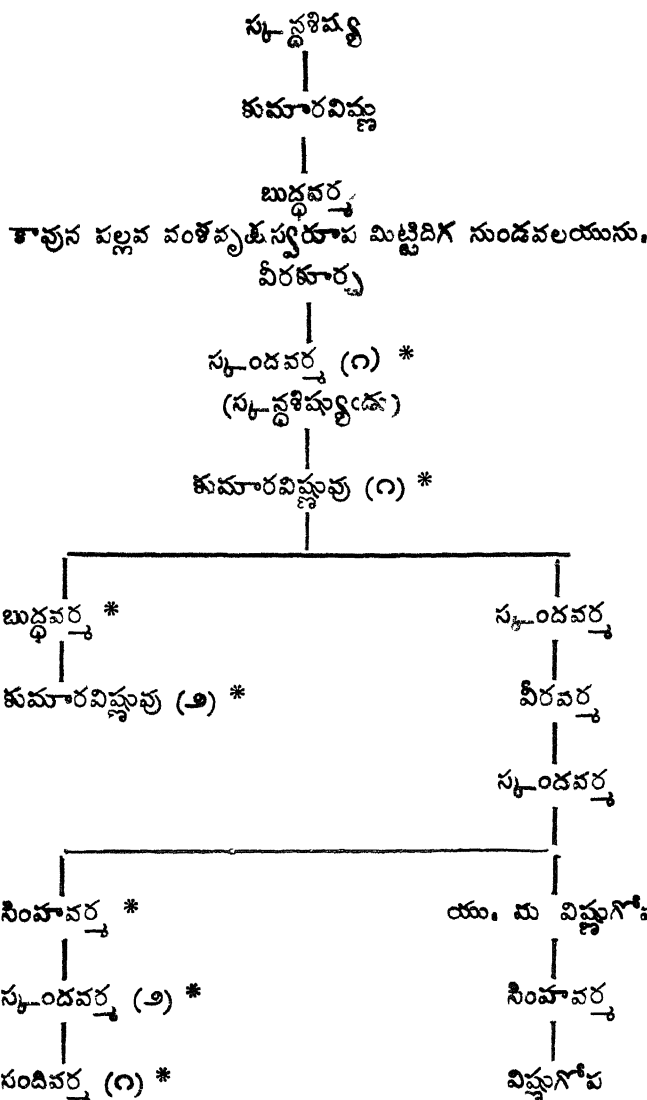 స్కన్దశిష్య
కుమారవిష్ణు
బుద్ధవర్మ
కావున పల్లవ వంశవృక్షస్వరూప మిట్టిదిగ నుండవలయును.
వీరకూర్చ
స్కందవర్మ (౧) *
(స్కన్దశిష్యుఁడు)
కుమారవిష్ణువు (౧) *
బుద్ధవర్మ * స్కందవర్మ
కుమారవిష్ణువు (౨) * వీరవర్మ
స్కందవర్మ
సింహవర్మ * యు. మ విష్ణుగోప
స్కందవర్మ (౨) * సింహవర్మ
నందివర్మ (౧) * విష్ణుగోప